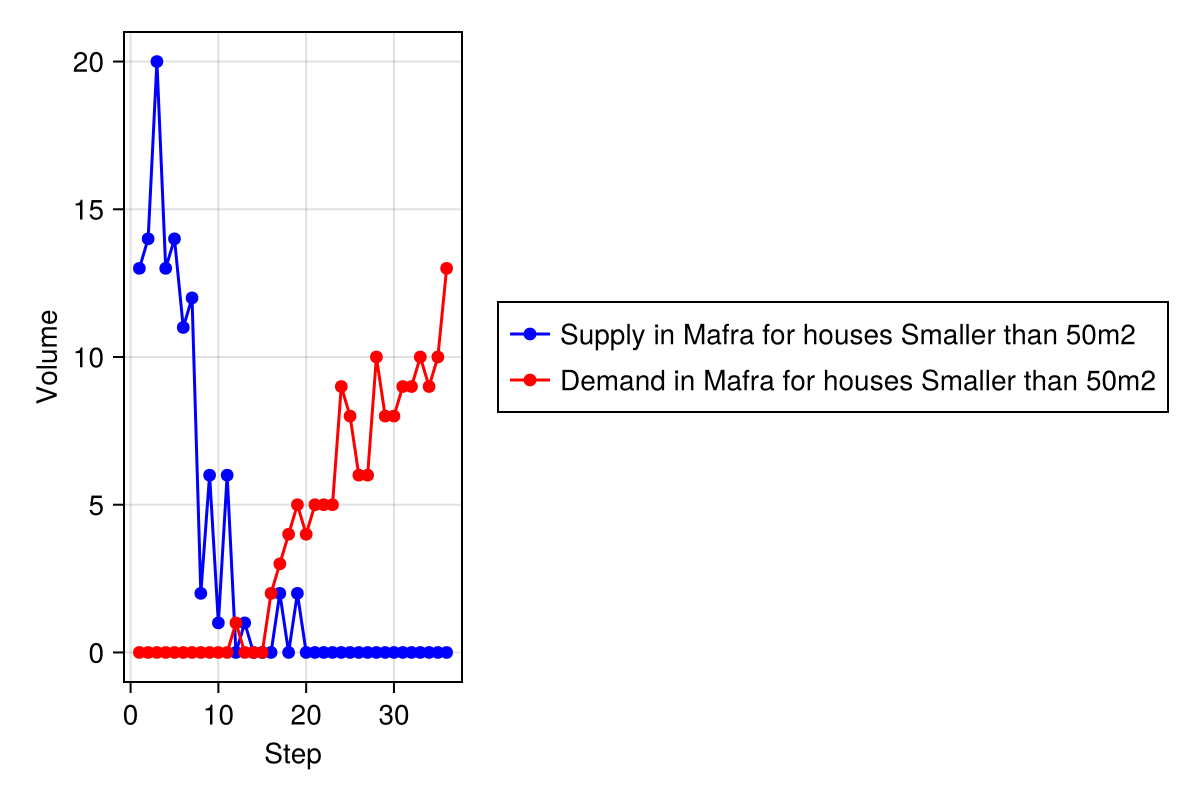 20
15
10
5
0
Volume
0 10 20 30
Step
Supply in Mafra for houses Smaller than 50m2
Demand in Mafra for houses Smaller than 50m2